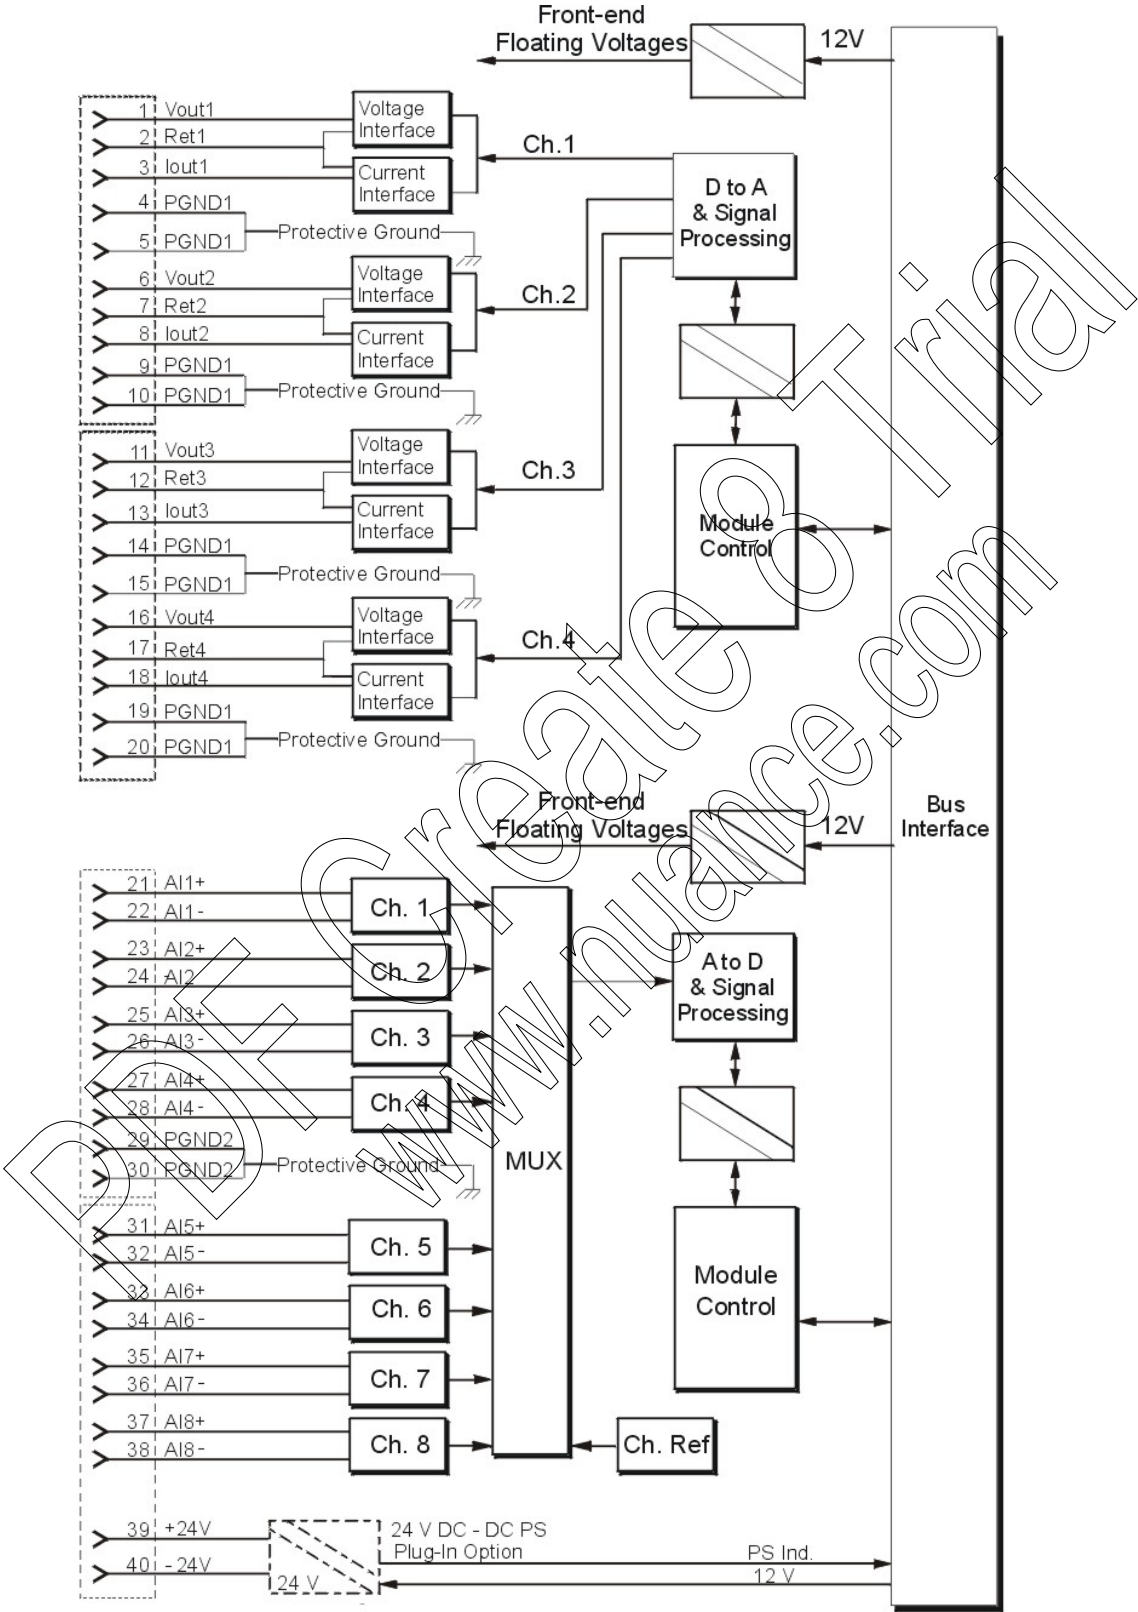 Front-end
Floating Voltages
12V
1 Vout1
2 Ret1
3 Iout1
4 PGND1
5 PGND1
Voltage
Interface
Current
Interface
Protective Ground
Ch.1
D to A
& Signal
Processing
6 Vout2
7 Ret2
8 Iout2
9 PGND1
10 PGND1
Voltage
Interface
Current
Interface
Protective Ground
Ch.2
11 Vout3
12 Ret3
13 Iout3
14 PGND1
15 PGND1
Voltage
Interface
Current
Interface
Protective Ground
Ch.3
Module
Control
16 Vout4
17 Ret4
18 Iout4
19 PGND1
20 PGND1
Voltage
Interface
Current
Interface
Protective Ground
Ch.4
Front-end
Floating Voltages
12V
Bus
Interface
21 AI1+
22 AI1-
Ch. 1
23 AI2+
24 AI2
Ch. 2
25 AI3+
26 AI3-
Ch. 3
27 AI4+
28 AI4-
Ch. 4
29 PGND2
30 PGND2
Protective Ground
MUX
A to D
& Signal
Processing
31 AI5+
32 AI5-
Ch. 5
33 AI6+
34 AI6-
Ch. 6
35 AI7+
36 AI7-
Ch. 7
37 AI8+
38 AI8-
Ch. 8
Module
Control
Ch. Ref
39 +24V
40 -24V
24 V
24 V DC - DC PS
Plug-In Option
PS Ind.
12 V
PDF Create 8 Trial
www.nuance.com